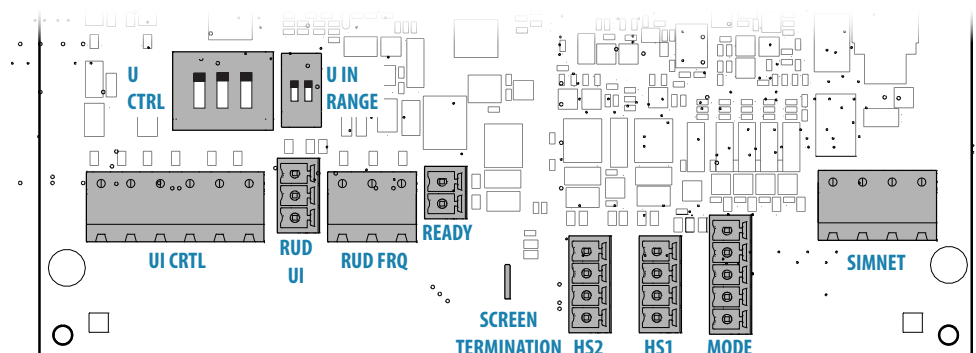 U
CTRL
U IN
RANGE
UI CRTL
RUD
UI
RUD FRQ
READY
SCREEN
TERMINATION
HS2
HS1
MODE
SIMNET